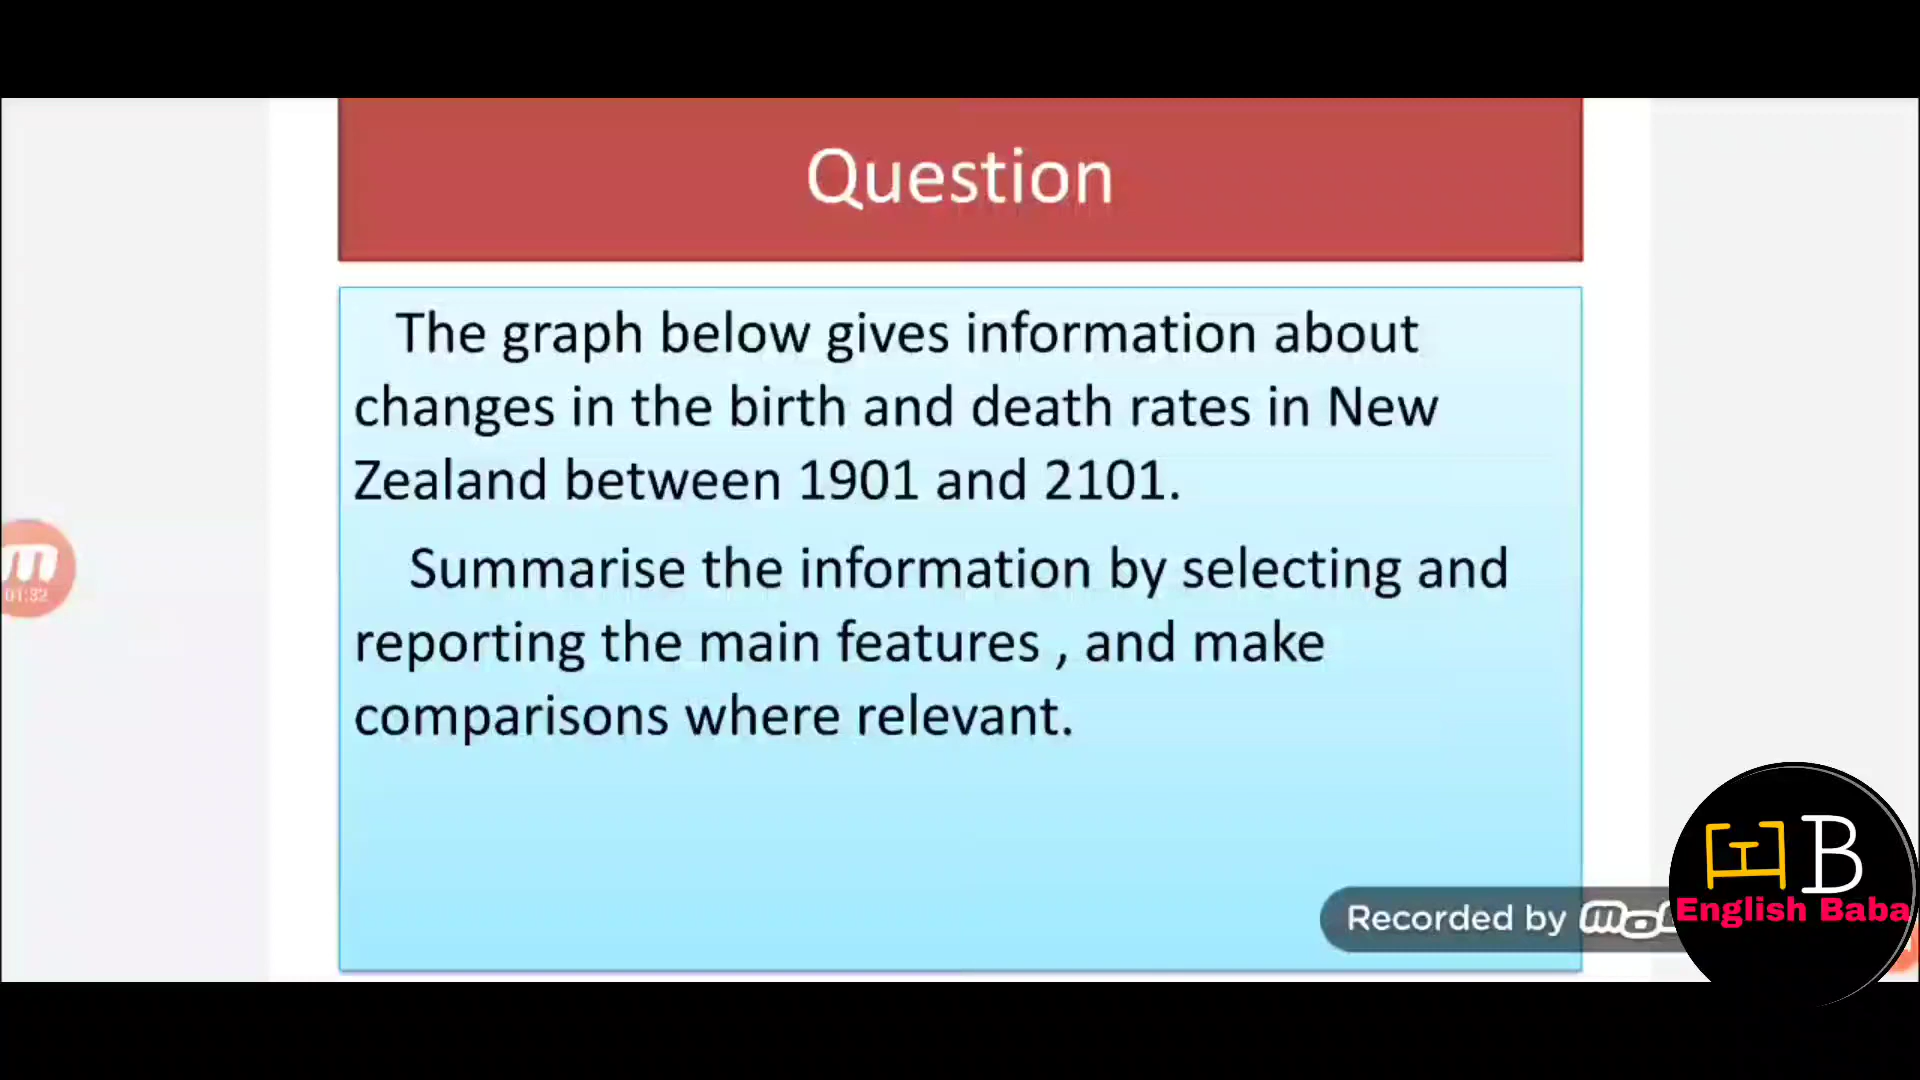 Question
The graph below gives information about
changes in the birth and death rates in New
Zealand between 1901 and 2101.
Summarise the information by selecting and
reporting the main features , and make
comparisons where relevant.
m
01:32
B
Recorded by
English Baba